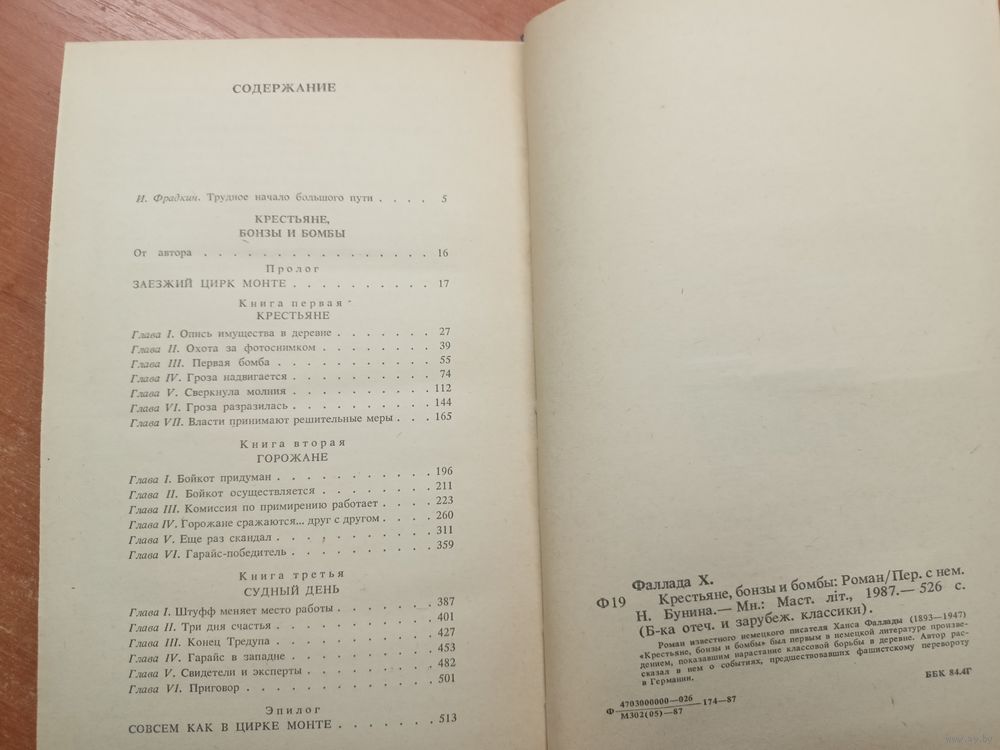 СОДЕРЖАНИЕ
И. Фрадкин. Трудное начало большого пути . . . . 5
КРЕСТЬЯНЕ,
БОНЗЫ И БОМБЫ
От автора . . . . . . . . . . . . . . . . 16
Пролог
ЗАЕЗЖИЙ ЦИРК МОНТЕ . . . . . . . . . . 17
Книга первая
КРЕСТЬЯНЕ
Глава I. Опись имущества в деревне . . . . . . . 27
Глава II. Охота за фотоснимком . . . . . . . . 39
Глава III. Первая бомба . . . . . . . . . . . 55
Глава IV. Гроза надвигается . . . . . . . . . . 74
Глава V. Сверкнула молния . . . . . . . . . . 112
Глава VI. Гроза разразилась . . . . . . . . . . 144
Глава VII. Власти принимают решительные меры . . . 165
Книга вторая
ГОРОЖАНЕ
Глава I. Бойкот придуман . . . . . . . . . . . 196
Глава II. Бойкот осуществляется . . . . . . . . 211
Глава III. Комиссия по примирению работает . . . . 223
Глава IV. Горожане сражаются... друг с другом . . . . 260
Глава V. Еще раз скандал . . . . . . . . . . . 311
Глава VI. Гарайс-победитель . . . . . . . . . . 359
Книга третья
СУДНЫЙ ДЕНЬ
Глава I. Штуфф меняет место работы . . . . . . . 387
Глава II. Три дня счастья . . . . . . . . . . . 401
Глава III. Конец Тредупа . . . . . . . . . . . 427
Глава IV. Гарайс в западне . . . . . . . . . . 453
Глава V. Свидетели и эксперты . . . . . . . . . 482
Глава VI. Приговор . . . . . . . . . . . . . 501
Эпилог
СОВСЕМ КАК В ЦИРКЕ МОНТЕ . . . . . . . 513
Фаллада Х.
Ф19 Крестьяне, бонзы и бомбы: Роман/Пер. с нем.
Н. Бунина.— Мн.: Маст. літ., 1987.— 526 с.
(Б-ка отеч. и зарубеж. классики).
Роман известного немецкого писателя Ханса Фаллады (1893—1947)
«Крестьяне, бонзы и бомбы» был первым в немецкой литературе произве-
дением, показавшим нарастание классовой борьбы в деревне. Автор рас-
сказал в нем о событиях, предшествовавших фашистскому перевороту
в Германии.
ББК 84.4Г
4703000000—026
Ф 174—87
М302(05)—87
www.ay.by